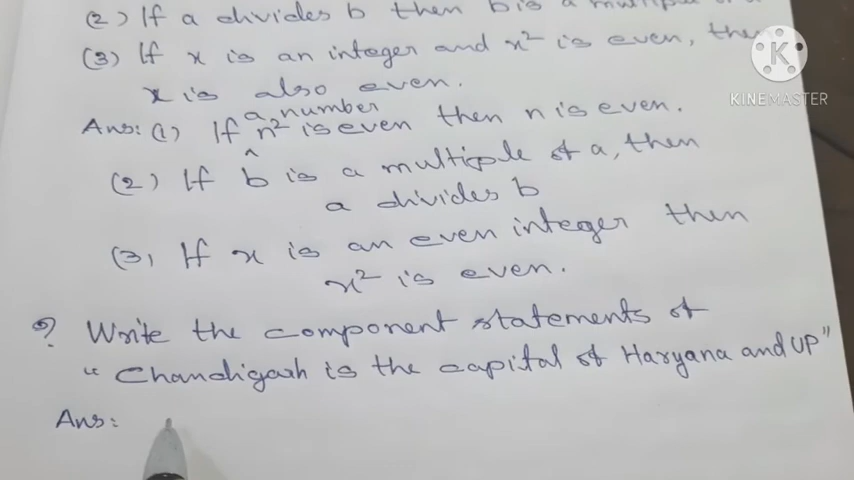 (2) If a divides b then b is a multiple of a
(3) If x is an integer and x² is even, then
x is also even.
Ans: (1) If a number n² is even then n is even.
(2) If b is a multiple of a, then
a divides b
(3) If x is an even integer then
x² is even.
? Write the component statements of
"Chandigarh is the capital of Haryana and UP"
Ans:
K
KINEMASTER